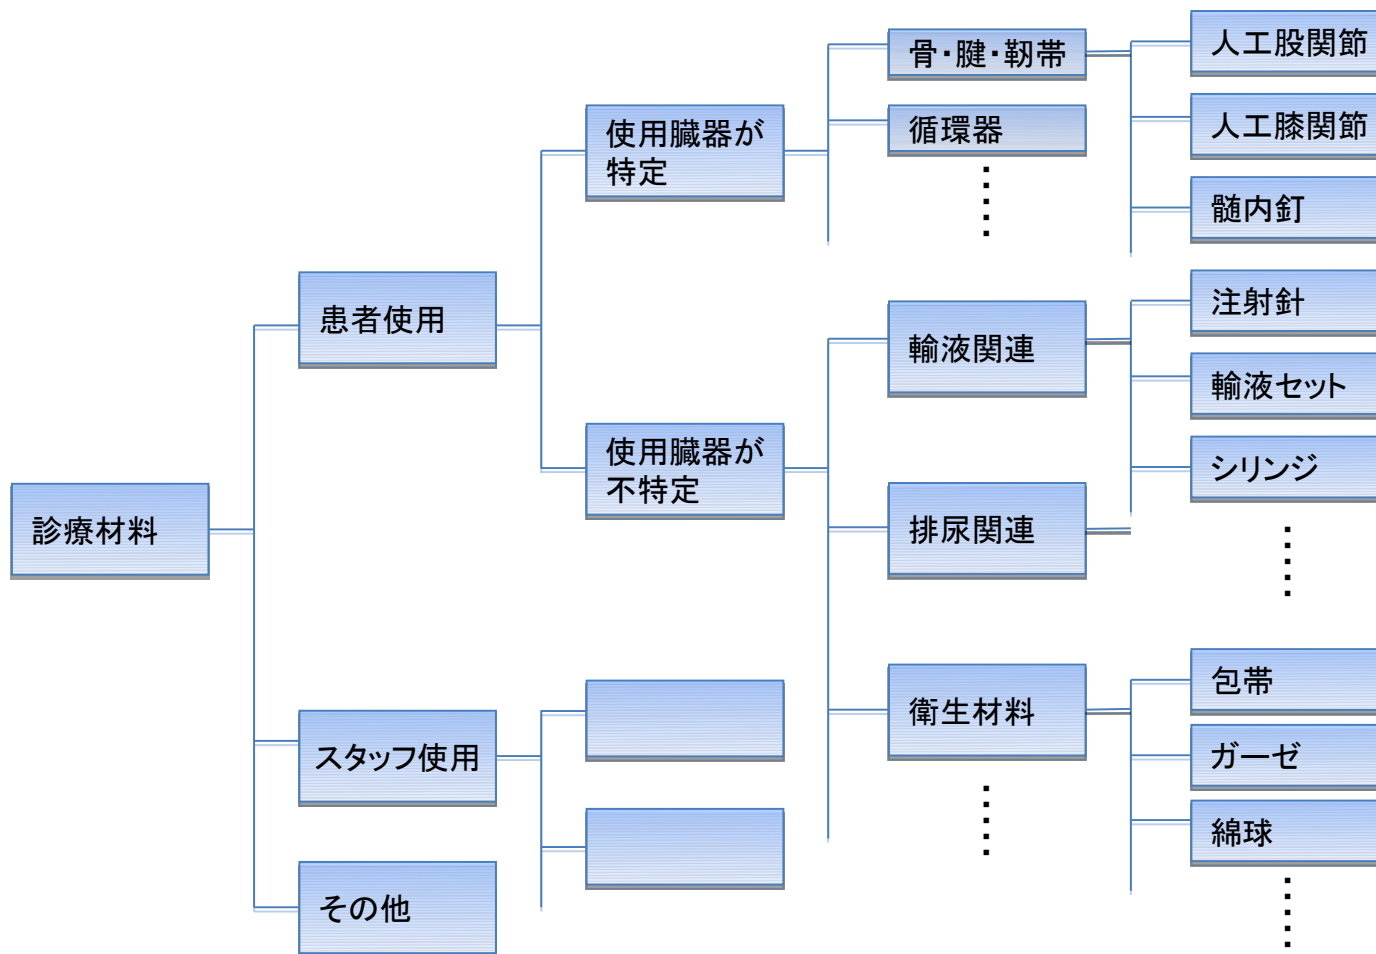 診療材料
患者使用
スタッフ使用
その他
使用臓器が
特定
使用臓器が
不特定
骨・腱・靭帯
循環器
輸液関連
排尿関連
衛生材料
人工股関節
人工膝関節
髄内釘
注射針
輸液セット
シリンジ
包帯
ガーゼ
綿球